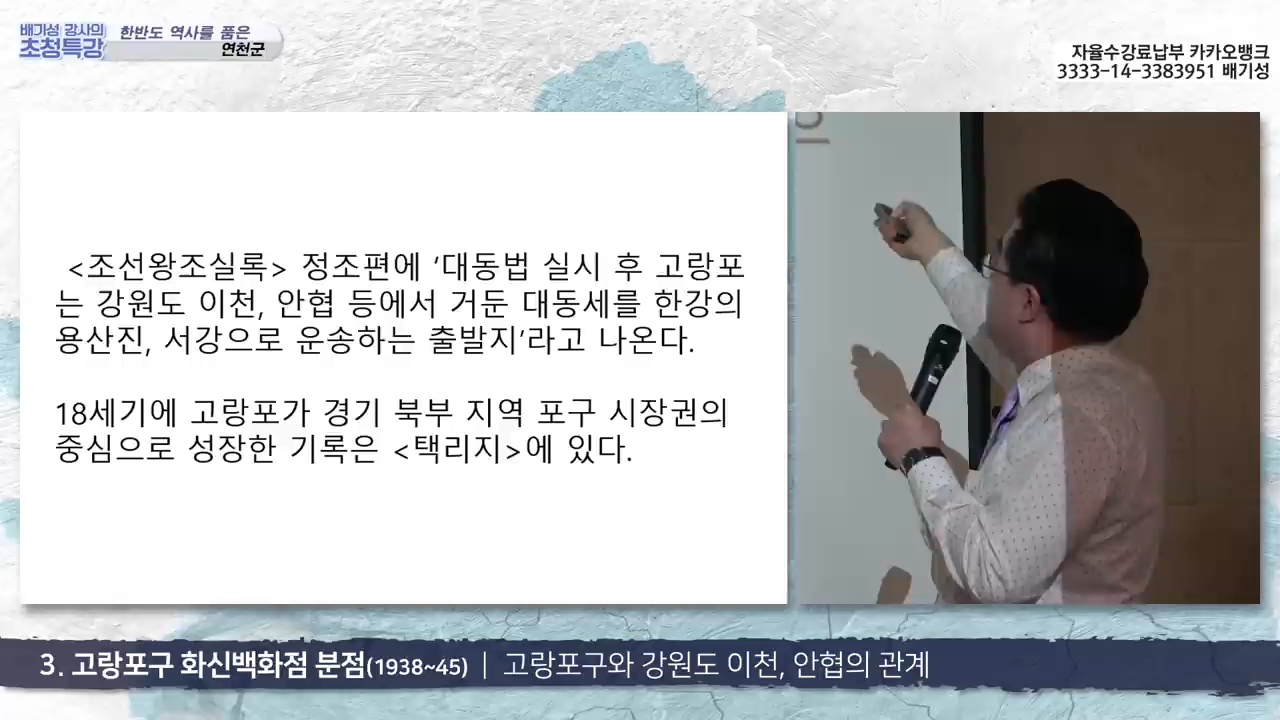 배기성 강사의
초청특강
한반도 역사를 품은
연천군
자율수강료납부 카카오뱅크
3333-14-3383951 배기성
<조선왕조실록> 정조편에 '대동법 실시 후 고랑포
는 강원도 이천, 안협 등에서 거둔 대동세를 한강의
용산진, 서강으로 운송하는 출발지'라고 나온다.
18세기에 고랑포가 경기 북부 지역 포구 시장권의
중심으로 성장한 기록은 <택리지>에 있다.
3. 고랑포구 화신백화점 분점(1938~45) | 고랑포구와 강원도 이천, 안협의 관계